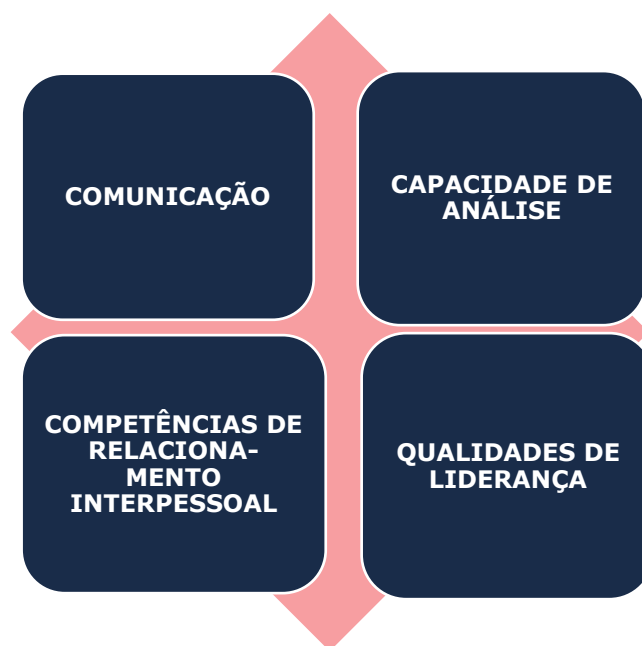 COMUNICAÇÃO
CAPACIDADE DE
ANÁLISE
COMPETÊNCIAS DE
RELACIONA-
MENTO
INTERPESSOAL
QUALIDADES DE
LIDERANÇA